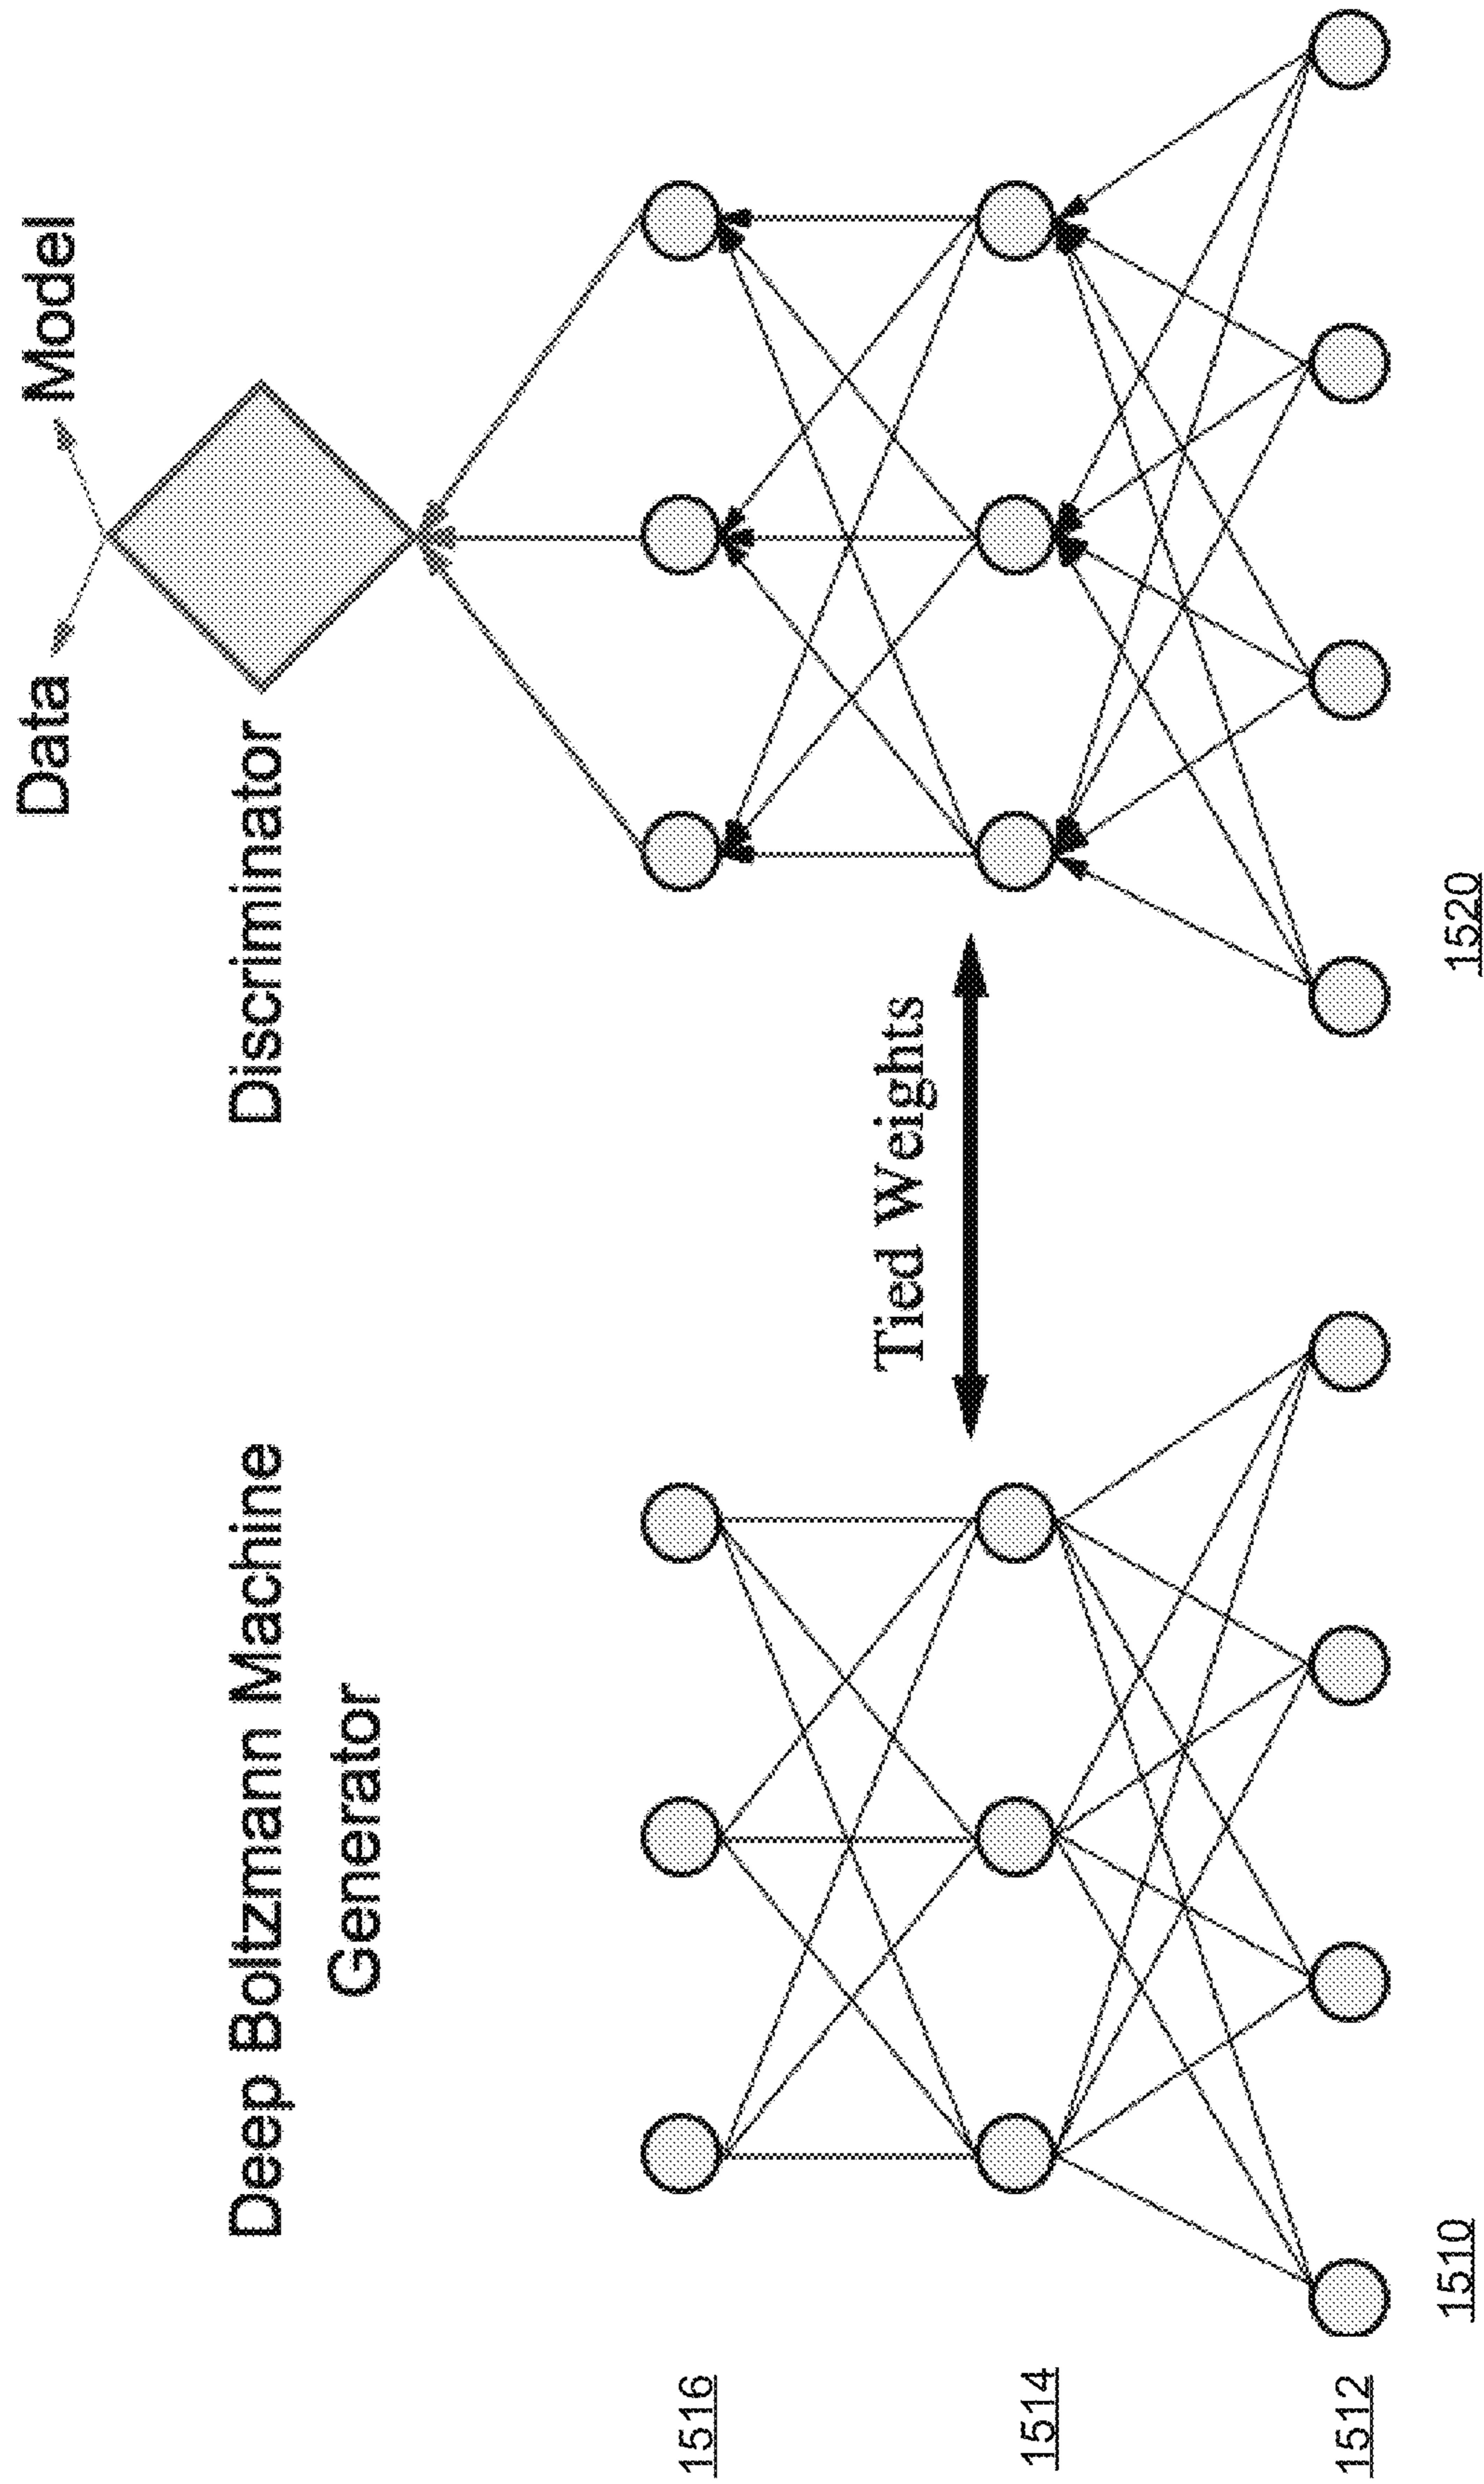 Data
Model
Deep Boltzmann Machine
Generator
Discriminator
Tied Weights
1516
1514
1512
1510
1520